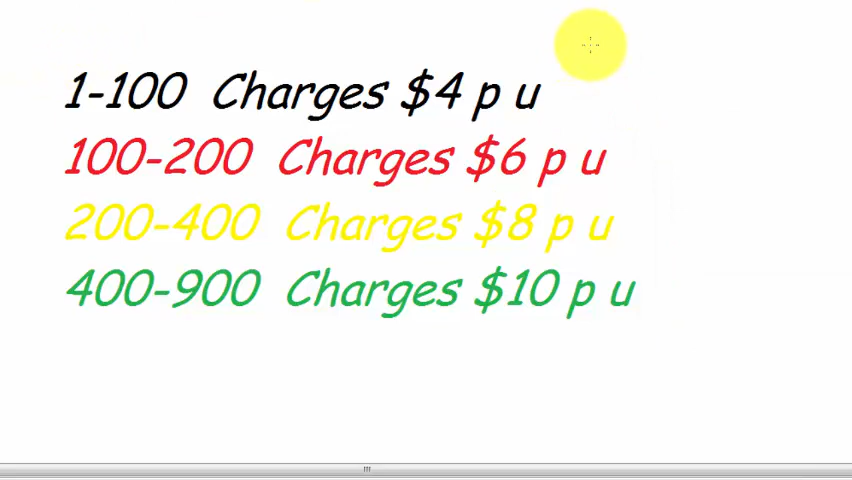 1-100 Charges $4 p u
100-200 Charges $6 p u
200-400 Charges $8 p u
400-900 Charges $10 p u